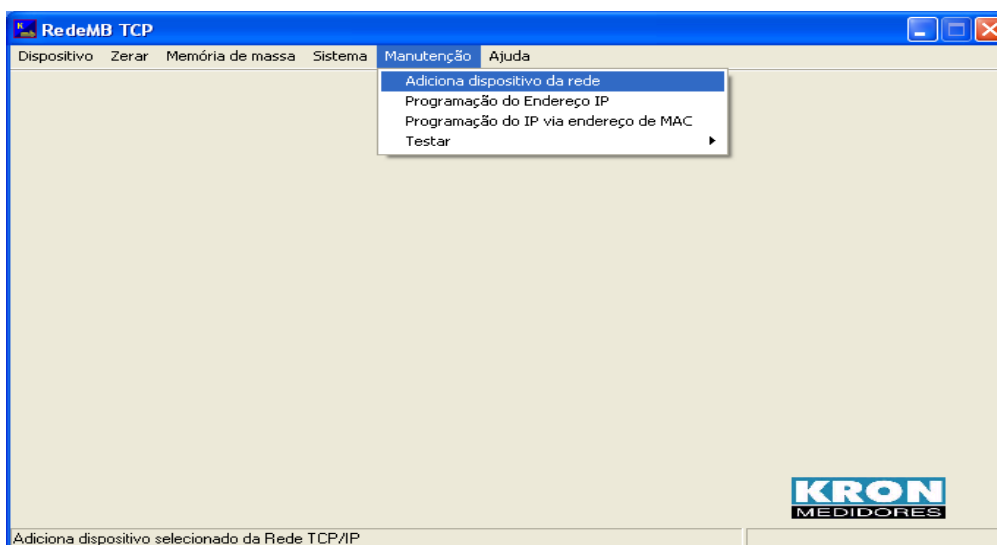 RedeMB TCP
Dispositivo Zerar Memória de massa Sistema Manutenção Ajuda
Adiciona dispositivo da rede
Programação do Endereço IP
Programação do IP via endereço de MAC
Testar
KRON
MEDIDORES
Adiciona dispositivo selecionado da Rede TCP/IP